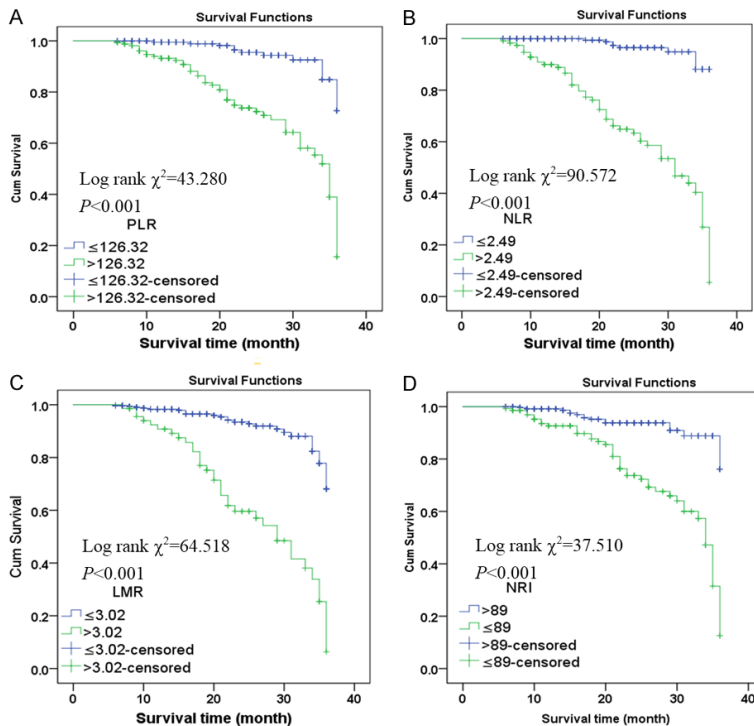 A
Survival Functions
Cum Survival
1.0
0.8
0.6
0.4
0.2
0.0
Log rank χ²=43.280
P<0.001
PLR
≤126.32
>126.32
≤126.32-censored
>126.32-censored
0 10 20 30 40
Survival time (month)
B
Survival Functions
Cum Survival
1.0
0.8
0.6
0.4
0.2
0.0
Log rank χ²=90.572
P<0.001
NLR
≤2.49
>2.49
≤2.49-censored
>2.49-censored
0 10 20 30 40
Survival time (month)
C
Survival Functions
Cum Survival
1.0
0.8
0.6
0.4
0.2
0.0
Log rank χ²=64.518
P<0.001
LMR
≤3.02
>3.02
≤3.02-censored
>3.02-censored
0 10 20 30 40
Survival time (month)
D
Survival Functions
Cum Survival
1.0
0.8
0.6
0.4
0.2
0.0
Log rank χ²=37.510
P<0.001
NRI
>89
≤89
>89-censored
≤89-censored
0 10 20 30 40
Survival time (month)